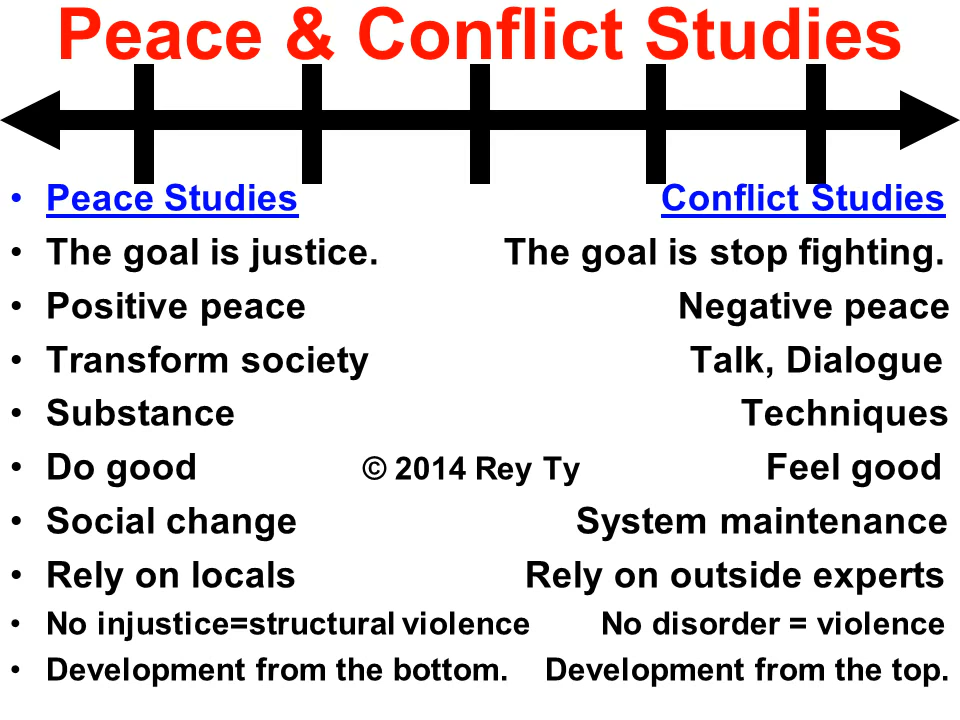 Peace & Conflict Studies
• Peace Studies Conflict Studies
• The goal is justice. The goal is stop fighting.
• Positive peace Negative peace
• Transform society Talk, Dialogue
• Substance Techniques
• Do good © 2014 Rey Ty Feel good
• Social change System maintenance
• Rely on locals Rely on outside experts
• No injustice=structural violence No disorder = violence
• Development from the bottom. Development from the top.